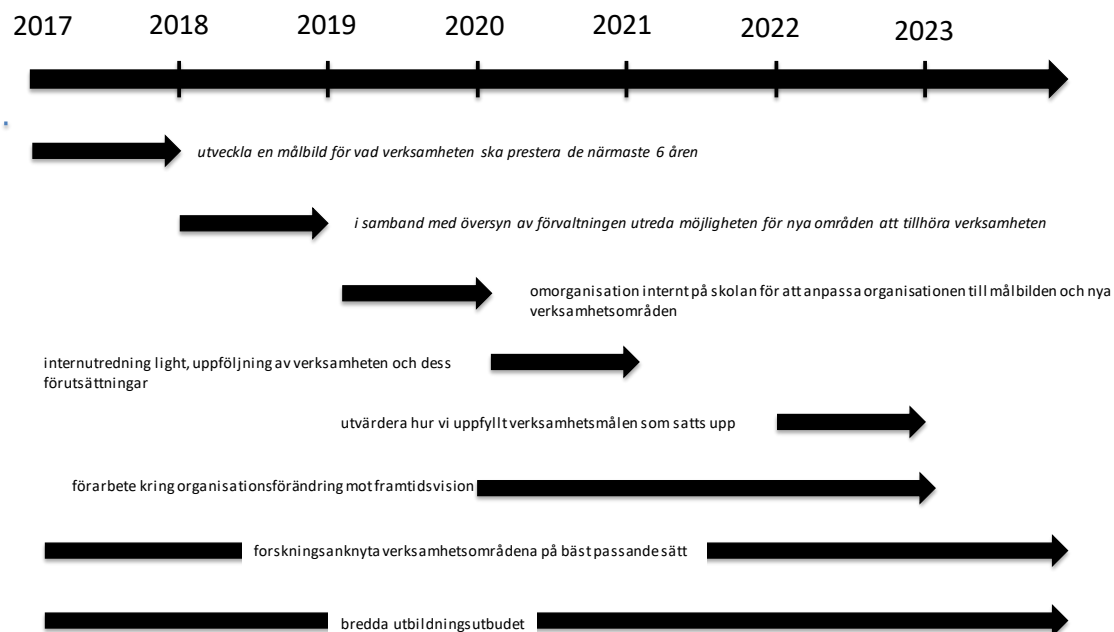 2017 2018 2019 2020 2021 2022 2023
utveckla en målbild för vad verksamheten ska prestera de närmaste 6 åren
i samband med översyn av förvaltningen utreda möjligheten för nya områden att tillhöra verksamheten
omorganisation internt på skolan för att anpassa organisationen till målbilden och nya
verksamhetsområden
internutredning light, uppföljning av verksamheten och dess
förutsättningar
utvärdera hur vi uppfyllt verksamhetsmålen som satts upp
förarbete kring organisationsförändring mot framtidsvision
forskningsanknyta verksamhetsområdena på bäst passande sätt
bredda utbildningsutbudet